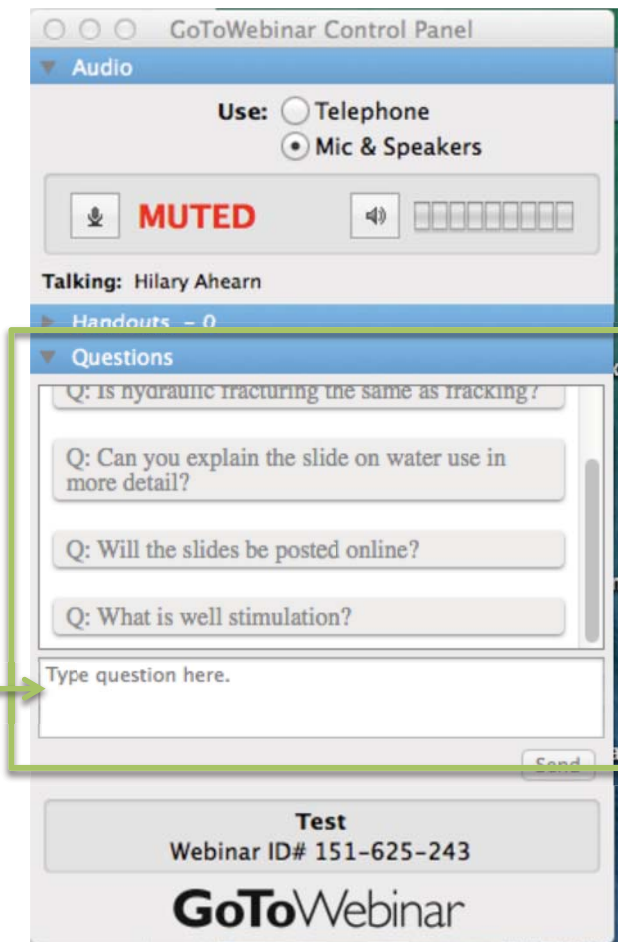 GoToWebinar Control Panel
Audio
Use: Telephone
Mic & Speakers
MUTED
Talking: Hilary Ahearn
Handouts - 0
Questions
Q: Is hydraulic fracturing the same as fracking?
Q: Can you explain the slide on water use in
more detail?
Q: Will the slides be posted online?
Q: What is well stimulation?
Type question here.
Send
Test
Webinar ID# 151-625-243
GoToWebinar